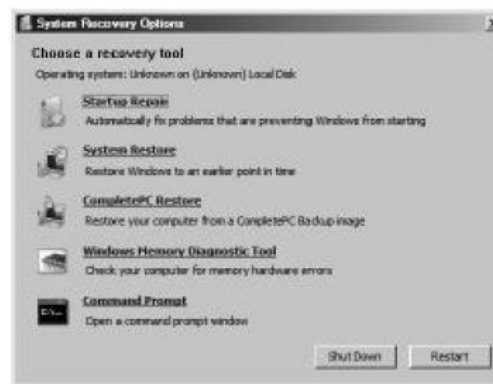 System Recovery Options
Choose a recovery tool
Operating system: Unknown on (Unknown) Local Disk
Startup Repair
Automatically fix problems that are preventing Windows from starting
System Restore
Restore Windows to an earlier point in time
CompletePC Restore
Restore your computer from a CompletePC Backup image
Windows Memory Diagnostic Tool
Check your computer for memory hardware errors
Command Prompt
Open a command prompt window
Shut Down Restart